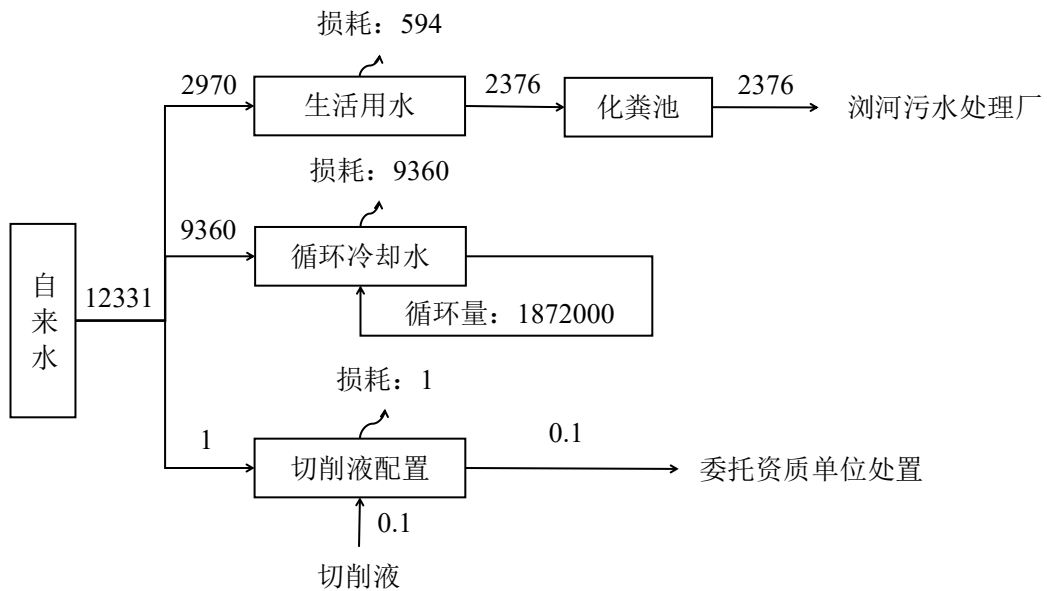 损耗：594
2970
生活用水
2376
化粪池
2376
浏河污水处理厂
损耗：9360
9360
循环冷却水
循环量：1872000
自来水
12331
损耗：1
1
切削液配置
0.1
委托资质单位处置
0.1
切削液